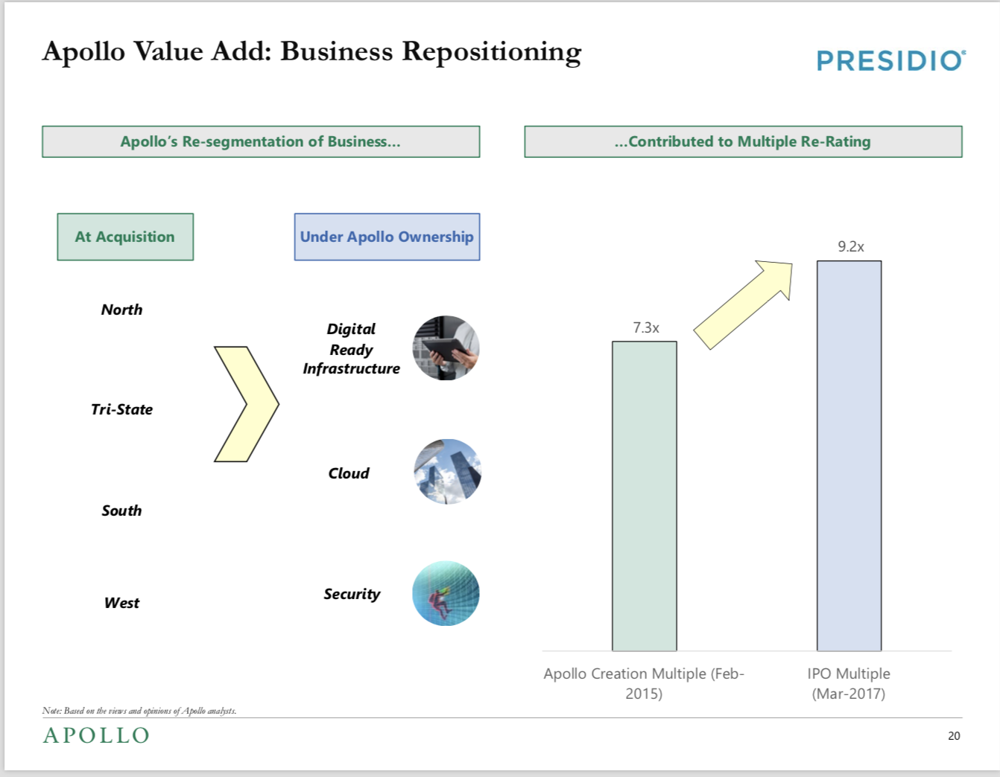 Apollo Value Add: Business Repositioning
PRESIDIO®
Apollo’s Re-segmentation of Business…
…Contributed to Multiple Re-Rating
At Acquisition
Under Apollo Ownership
North
Tri-State
South
West
Digital
Ready
Infrastructure
Cloud
Security
7.3x
9.2x
Apollo Creation Multiple (Feb-
2015)
IPO Multiple
(Mar-2017)
Note: Based on the views and opinions of Apollo analysts.
APOLLO
20